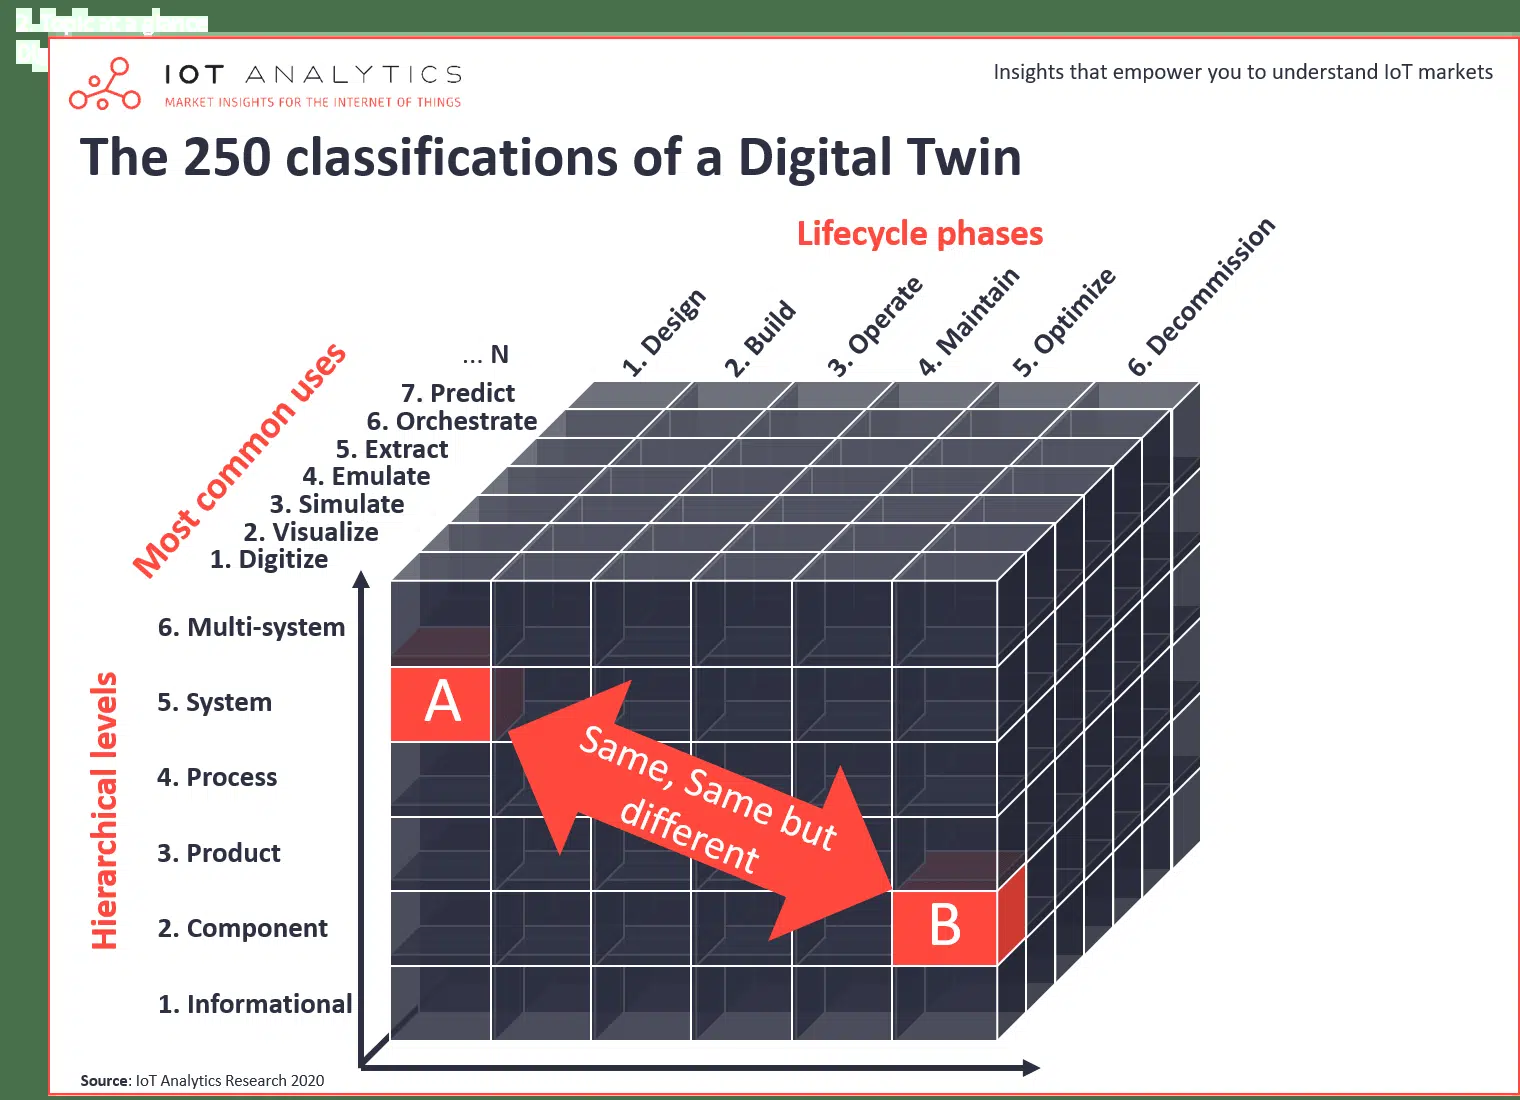 IOT ANALYTICS
MARKET INSIGHTS FOR THE INTERNET OF THINGS
Insights that empower you to understand IoT markets
The 250 classifications of a Digital Twin
Lifecycle phases
1. Design
2. Build
3. Operate
4. Maintain
5. Optimize
6. Decommission
Most common uses
... N
7. Predict
6. Orchestrate
5. Extract
4. Emulate
3. Simulate
2. Visualize
1. Digitize
Hierarchical levels
6. Multi-system
5. System
4. Process
3. Product
2. Component
1. Informational
A
Same, Same but
different
B
Source: IoT Analytics Research 2020